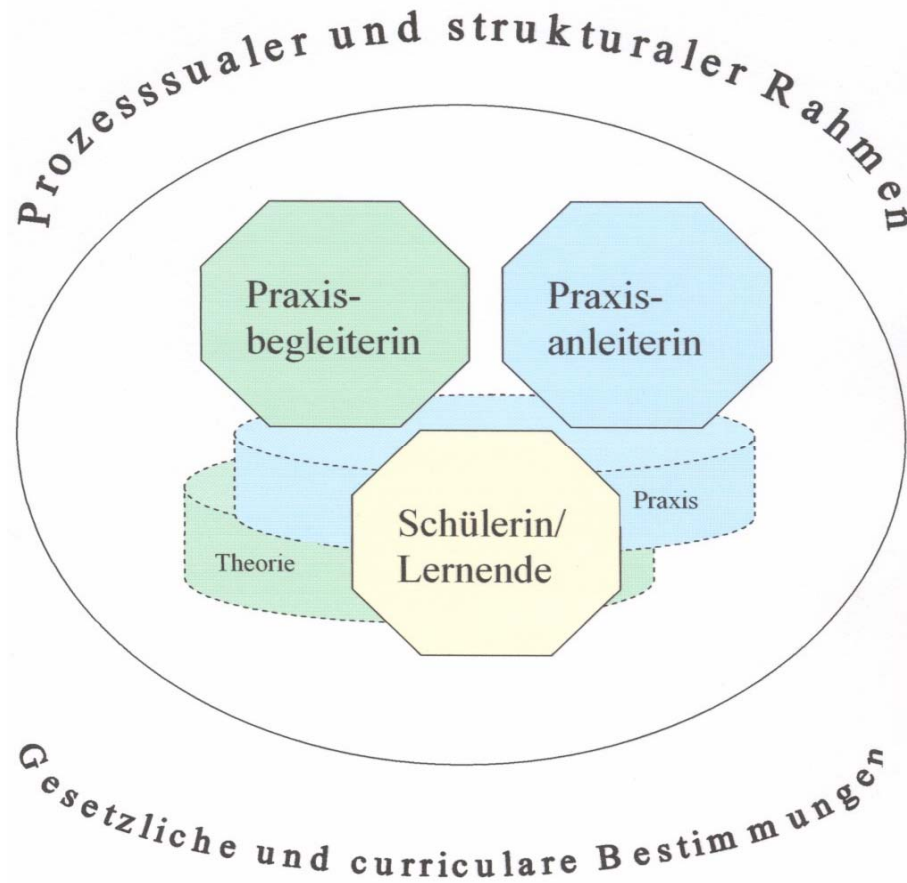 Prozesssualer und strukturaler Rahmen
Praxis-
begleiterin
Praxis-
anleiterin
Praxis
Theorie
Schülerin/
Lernende
Gesetzliche und curriculare Bestimmungen